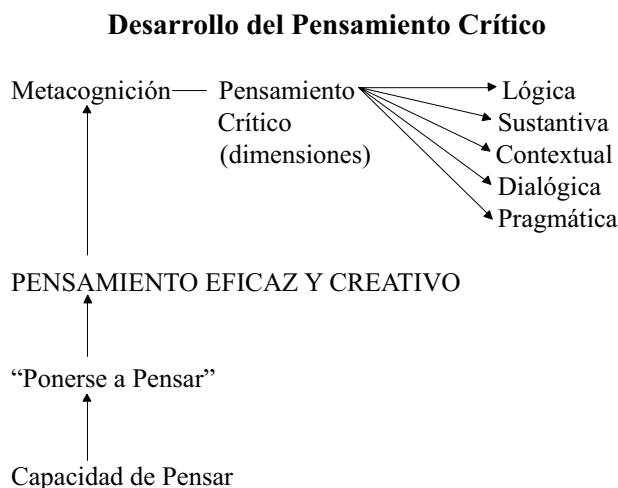 Desarrollo del Pensamiento Crítico
Metacognición Pensamiento Lógica
Crítico Sustantiva
(dimensiones) Contextual
Dialógica
Pragmática
PENSAMIENTO EFICAZ Y CREATIVO
“Ponerse a Pensar”
Capacidad de Pensar